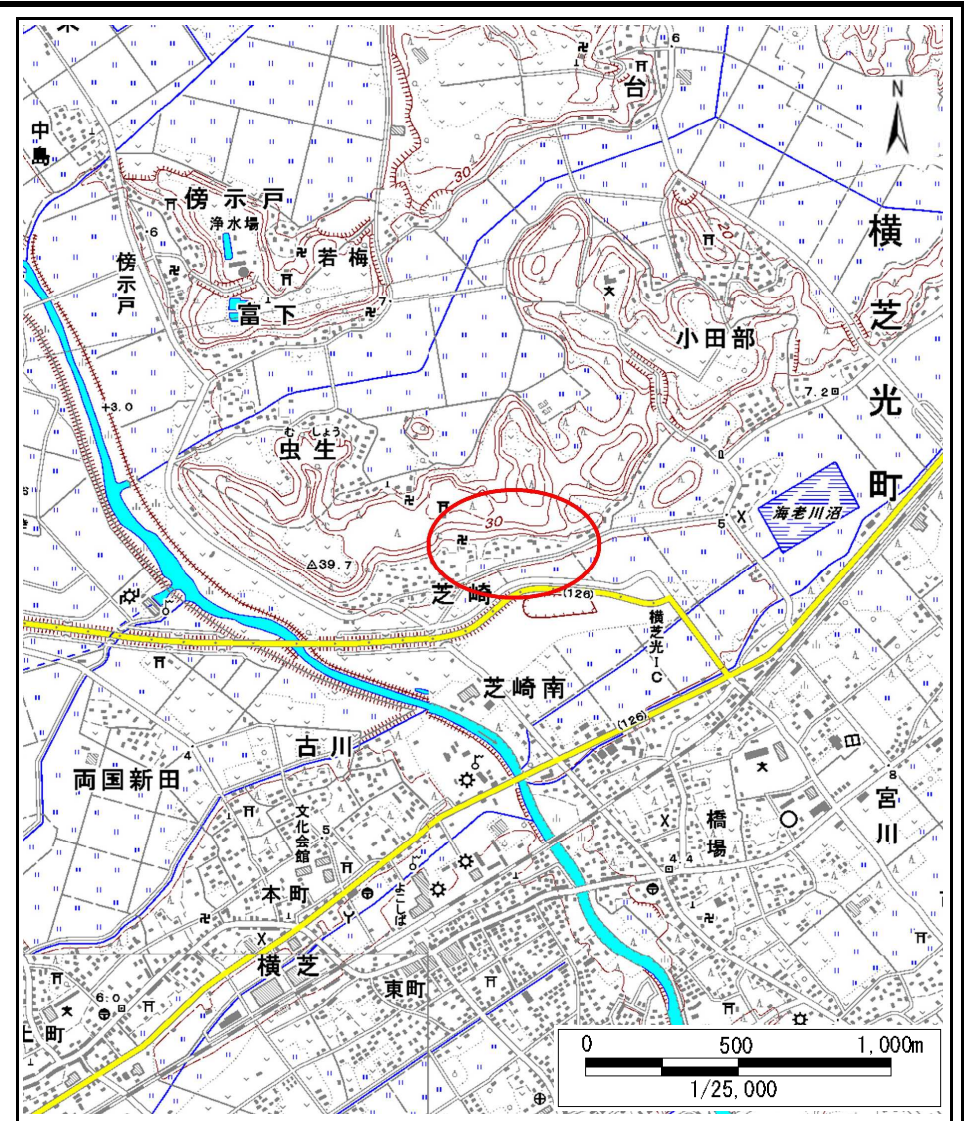 台
N
中島
30
20
傍示戸
浄水場
若梅
横芝光町
傍示戸
富下
7
小田部
7.2
+3.0
むしょう
虫生
海老川沼
5
30
△39.7
芝崎
(126)
横芝光IC
芝崎南
(126)
古川
4
両国新田
文化会館
5
橋場
8
宮川
本町
よこしば
4.4
横芝
東町
6.0
上町
0 500 1,000m
1/25,000